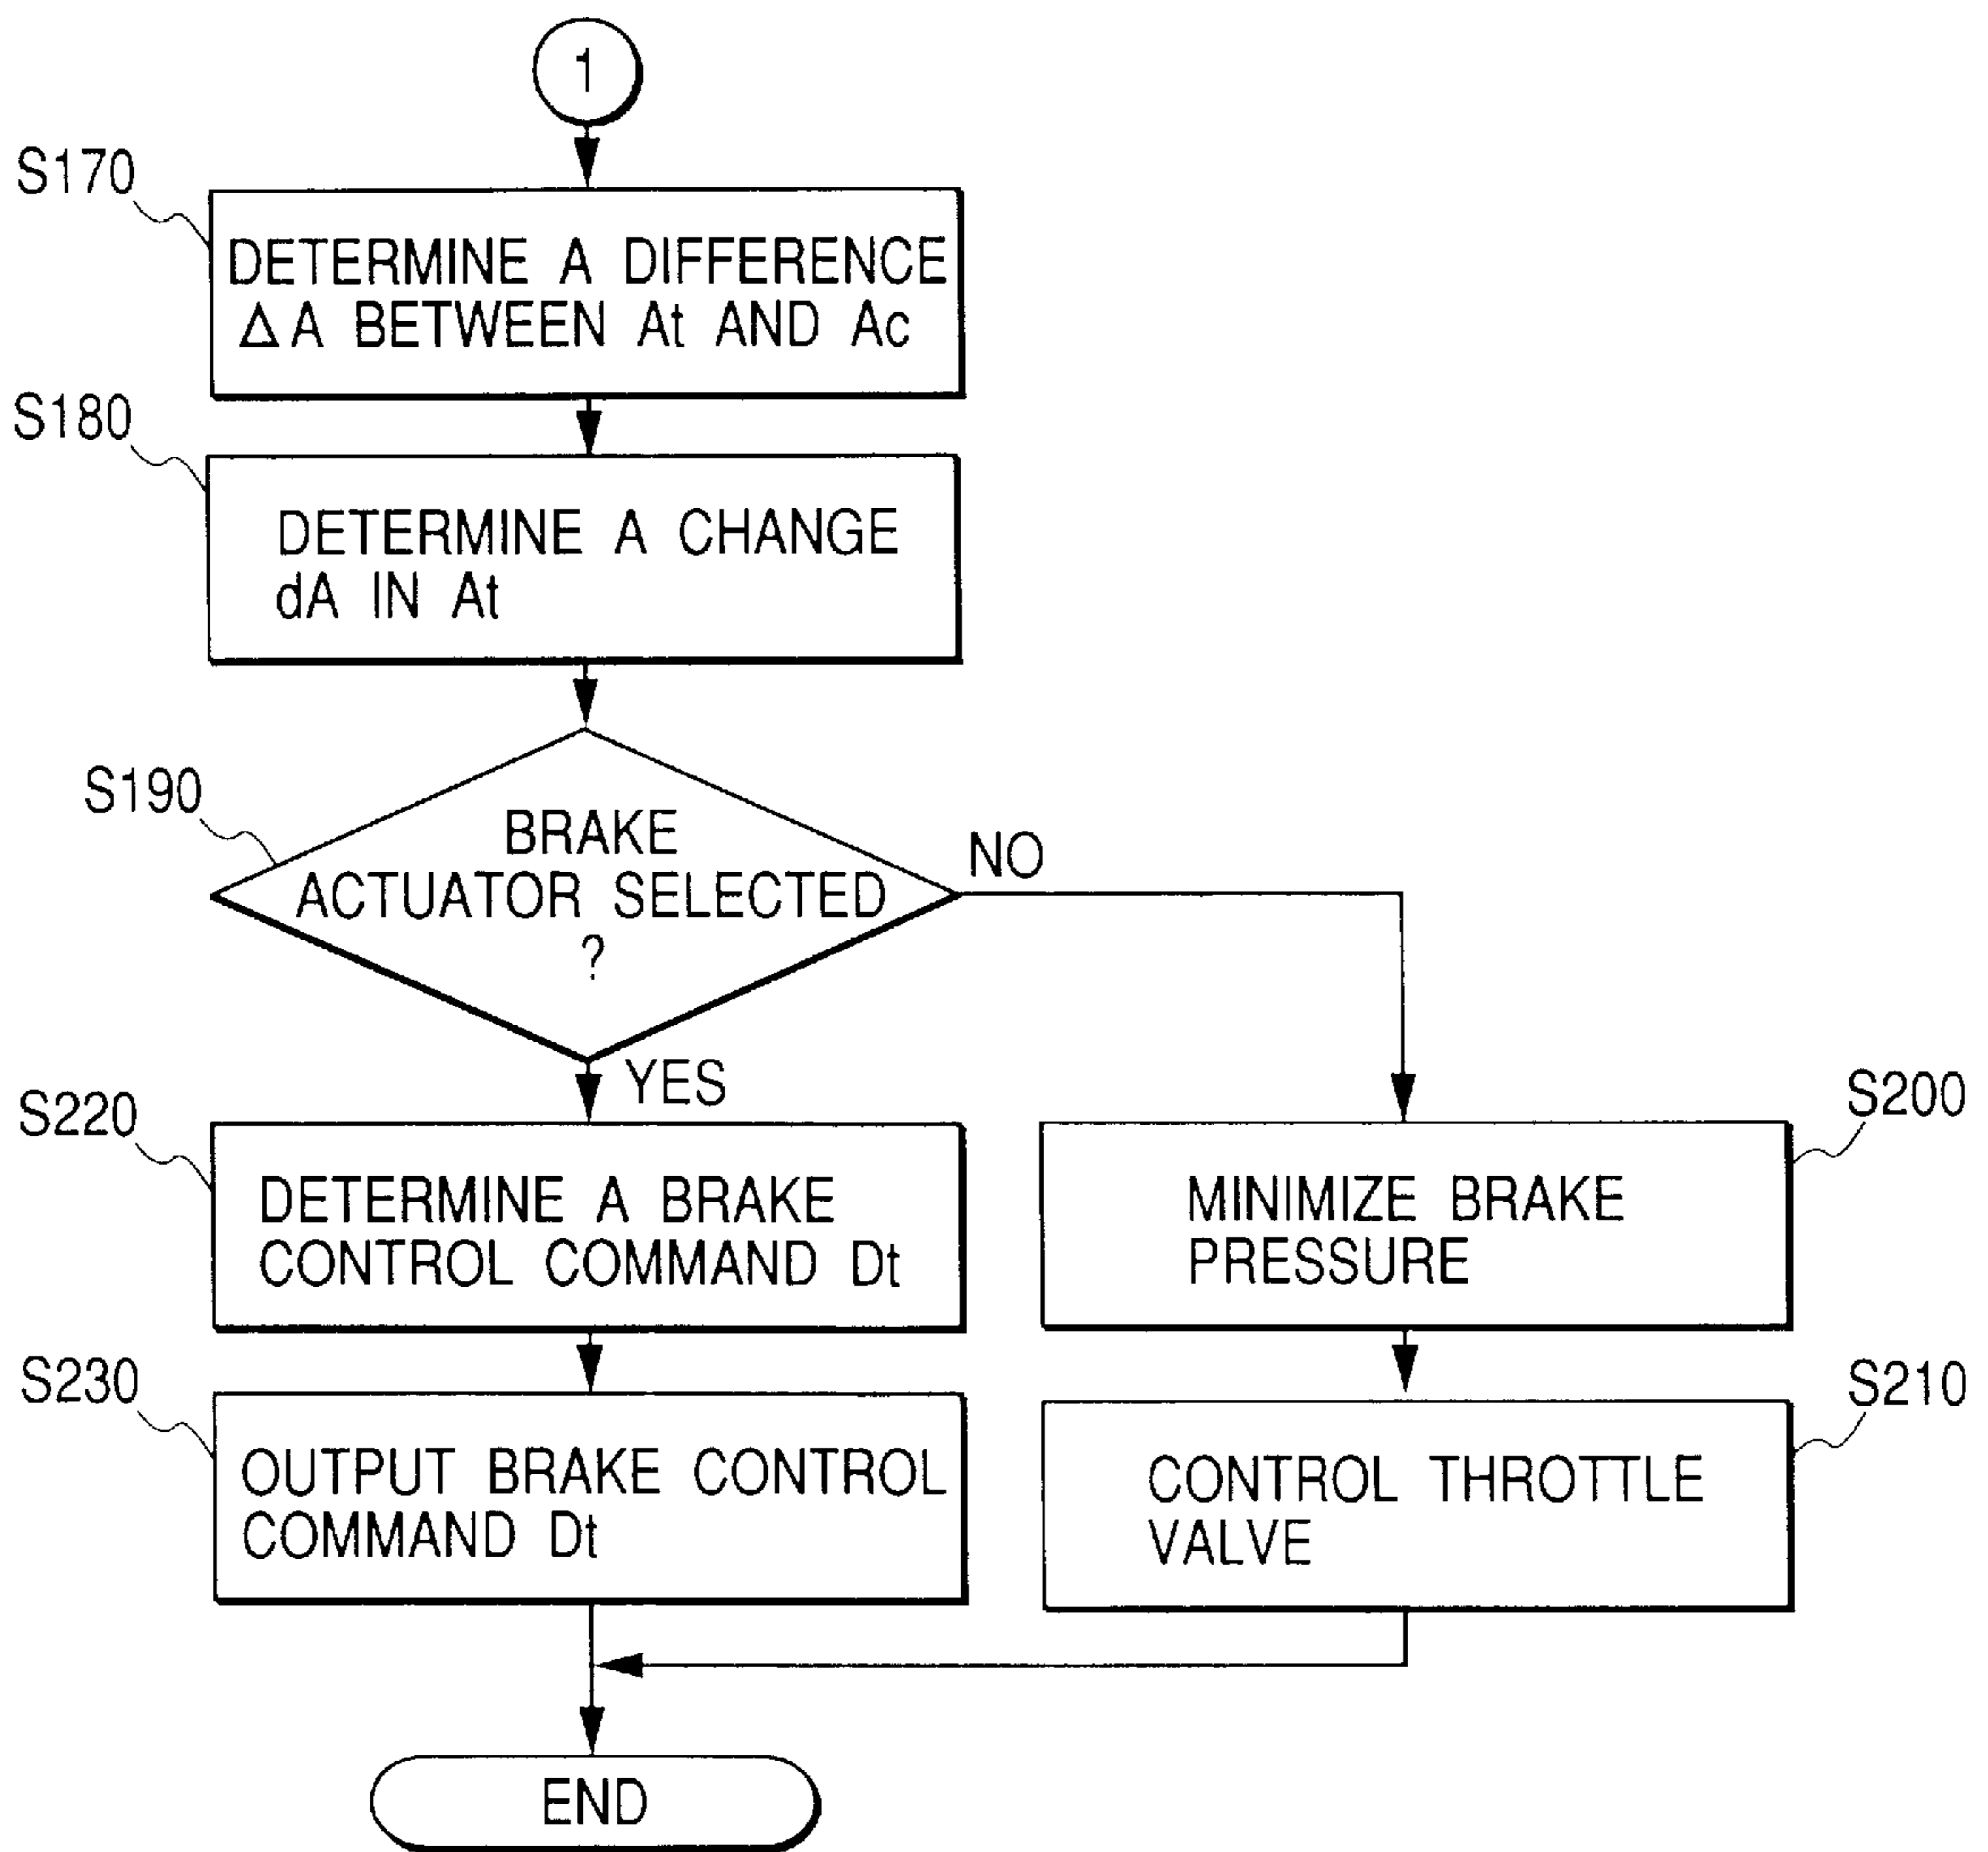 1
S170
DETERMINE A DIFFERENCE
ΔA BETWEEN At AND Ac
S180
DETERMINE A CHANGE
dA IN At
S190
BRAKE
ACTUATOR SELECTED
?
NO
YES
S220
DETERMINE A BRAKE
CONTROL COMMAND Dt
S200
MINIMIZE BRAKE
PRESSURE
S230
OUTPUT BRAKE CONTROL
COMMAND Dt
S210
CONTROL THROTTLE
VALVE
END